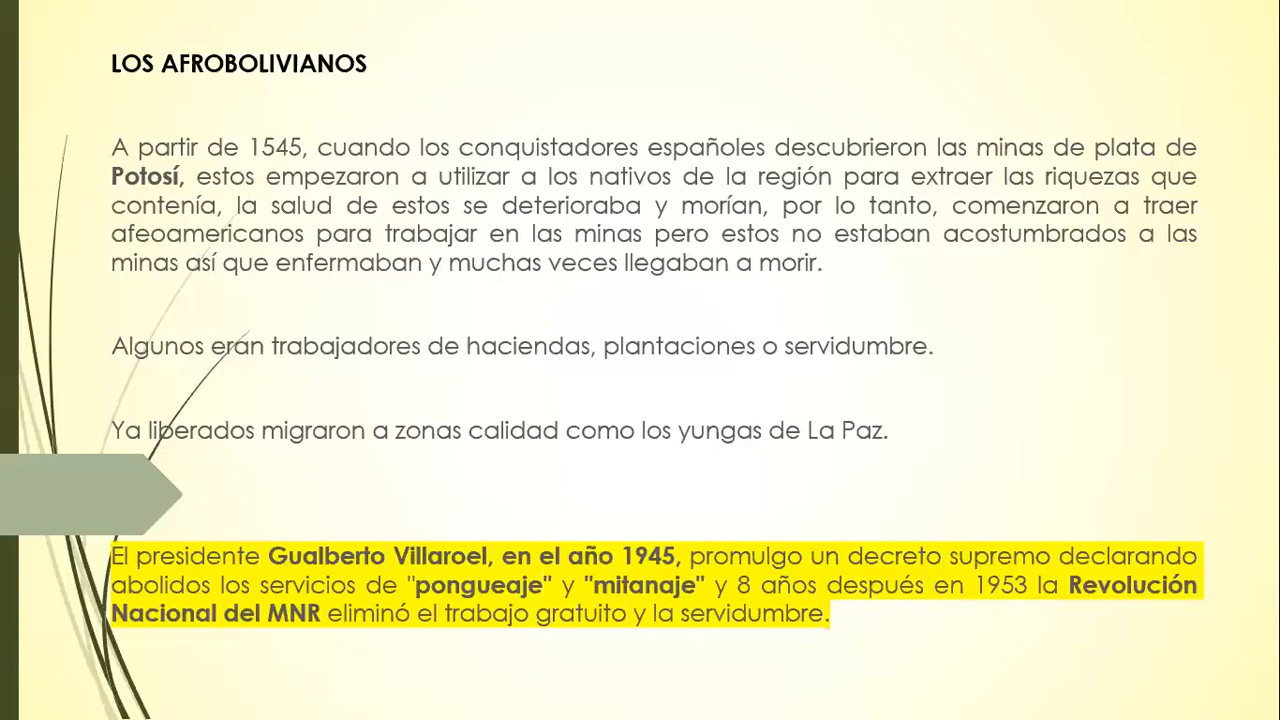 LOS AFROBOLIVIANOS
A partir de 1545, cuando los conquistadores españoles descubrieron las minas de plata de
Potosí, estos empezaron a utilizar a los nativos de la región para extraer las riquezas que
contenía, la salud de estos se deterioraba y morían, por lo tanto, comenzaron a traer
afeoamericanos para trabajar en las minas pero estos no estaban acostumbrados a las
minas así que enfermaban y muchas veces llegaban a morir.
Algunos eran trabajadores de haciendas, plantaciones o servidumbre.
Ya liberados migraron a zonas calidad como los yungas de La Paz.
El presidente Gualberto Villaroel, en el año 1945, promulgo un decreto supremo declarando
abolidos los servicios de "pongueaje" y "mitanaje" y 8 años después en 1953 la Revolución
Nacional del MNR eliminó el trabajo gratuito y la servidumbre.